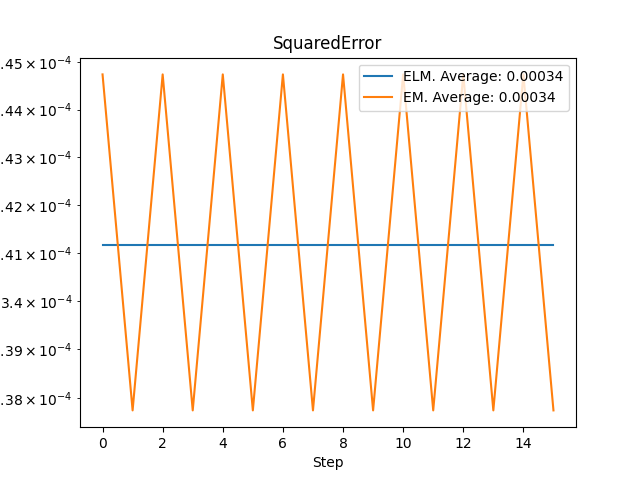 SquaredError
.45 × 10⁻⁴
.44 × 10⁻⁴
.43 × 10⁻⁴
.42 × 10⁻⁴
.41 × 10⁻⁴
3.4 × 10⁻⁴
.39 × 10⁻⁴
.38 × 10⁻⁴
ELM. Average: 0.00034
EM. Average: 0.00034
0 2 4 6 8 10 12 14
Step